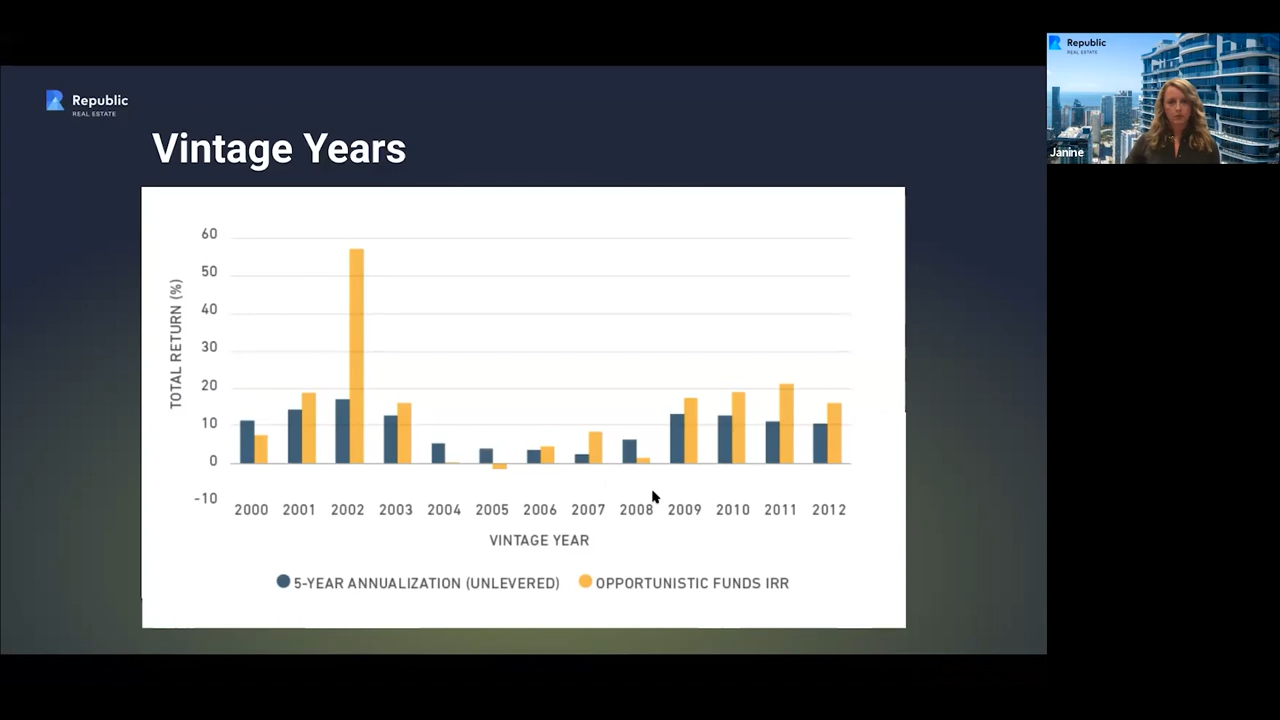 Republic
REAL ESTATE
Vintage Years
TOTAL RETURN (%)
60
50
40
30
20
10
0
-10
2000 2001 2002 2003 2004 2005 2006 2007 2008 2009 2010 2011 2012
VINTAGE YEAR
5-YEAR ANNUALIZATION (UNLEVERED) OPPORTUNISTIC FUNDS IRR
Republic
REAL ESTATE
Janine